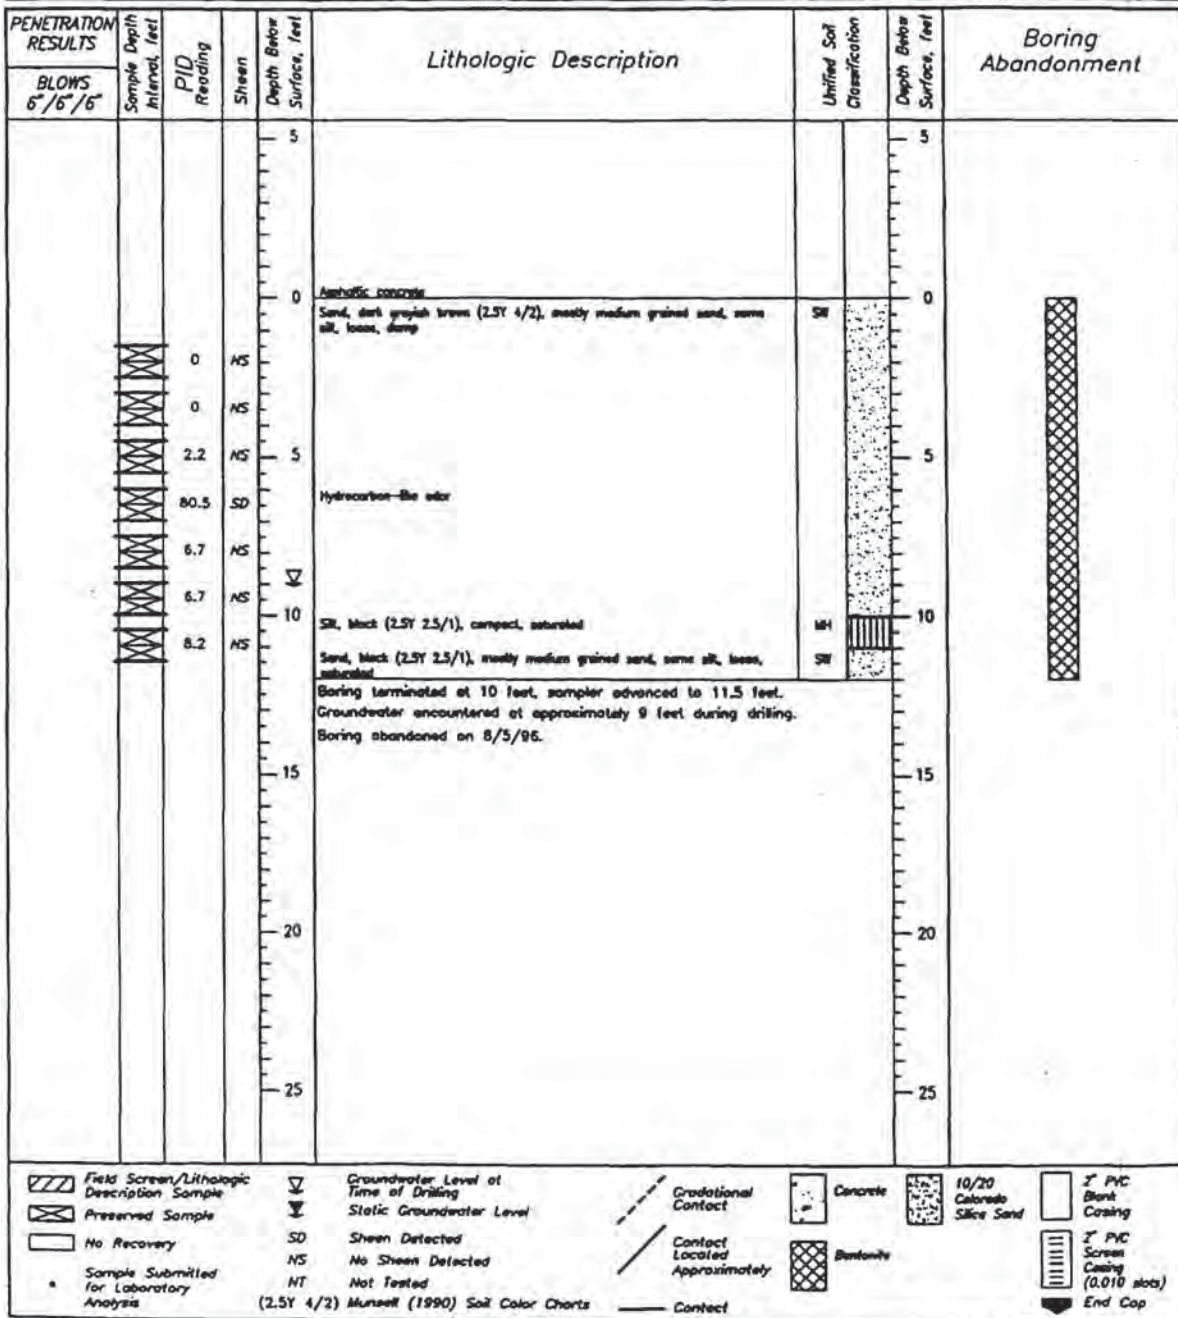 PENETRATION
RESULTS
BLOWS
6"/6"/6"
Sample Depth
Interval, feet
PID
Reading
Sheen
Depth Below
Surface, feet
Lithologic Description
Unified Soil
Classification
Depth Below
Surface, feet
Boring
Abandonment
5
5
Asphaltic concrete
0
0
Sand, dark grayish brown (2.5Y 4/2), mostly medium grained sand, some
silt, loose, damp
SW
0
NS
0
NS
2.2
NS
5
5
80.5
SD
Hydrocarbon-like odor
6.7
NS
6.7
NS
10
10
Silt, black (2.5Y 2.5/1), compact, saturated
MH
8.2
NS
Sand, black (2.5Y 2.5/1), mostly medium grained sand, some silt, loose,
saturated
SW
Boring terminated at 10 feet, sampler advanced to 11.5 feet.
Groundwater encountered at approximately 9 feet during drilling.
Boring abandoned on 8/5/96.
15
15
20
20
25
25
Field Screen/Lithologic
Description Sample
Preserved Sample
No Recovery
Sample Submitted
for Laboratory
Analysis
Groundwater Level at
Time of Drilling
Static Groundwater Level
SD Sheen Detected
NS No Sheen Detected
NT Not Tested
(2.5Y 4/2) Munsell (1990) Soil Color Charts
Gradational
Contact
Contact
Located
Approximately
Contact
Concrete
Bentonite
10/20
Colorado
Silica Sand
2" PVC
Blank
Casing
2" PVC
Screen
Casing
(0.010 slots)
End Cap